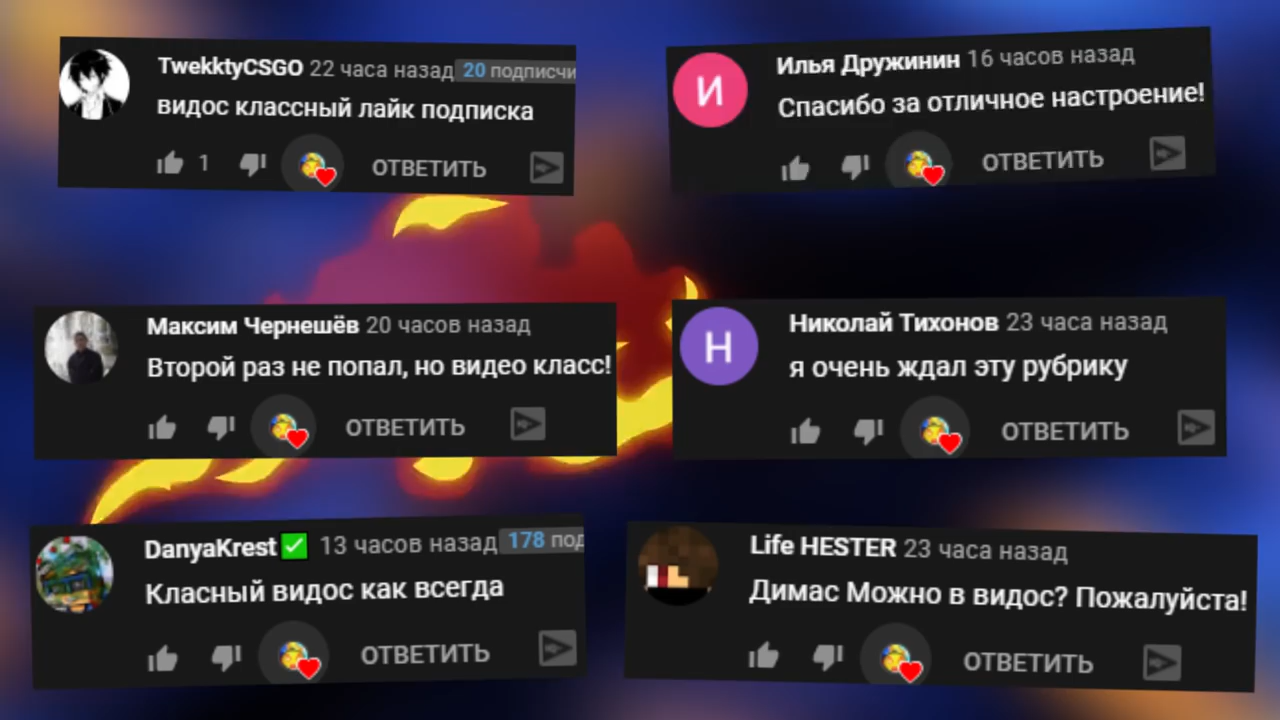 TwekktyCSGO 22 часа назад 20 подписчи
видос классный лайк подписка
1 ОТВЕТИТЬ
И
Илья Дружинин 16 часов назад
Спасибо за отличное настроение!
ОТВЕТИТЬ
Максим Чернешёв 20 часов назад
Второй раз не попал, но видео класс!
ОТВЕТИТЬ
Н
Николай Тихонов 23 часа назад
я очень ждал эту рубрику
ОТВЕТИТЬ
DanyaKrest 13 часов назад 178 под
Класный видос как всегда
ОТВЕТИТЬ
Life HESTER 23 часа назад
Димас Можно в видос? Пожалуйста!
ОТВЕТИТЬ